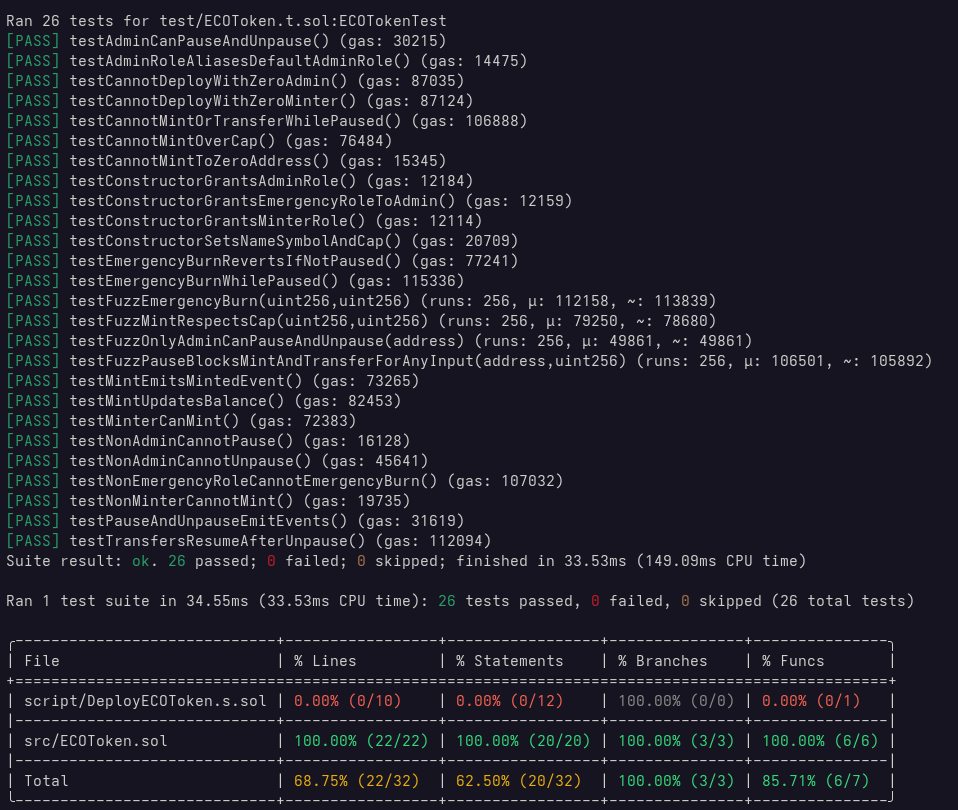 Ran 26 tests for test/ECOToken.t.sol:ECOTokenTest
[PASS] testAdminCanPauseAndUnpause() (gas: 30215)
[PASS] testAdminRoleAliasesDefaultAdminRole() (gas: 14475)
[PASS] testCannotDeployWithZeroAdmin() (gas: 87035)
[PASS] testCannotDeployWithZeroMinter() (gas: 87124)
[PASS] testCannotMintOrTransferWhilePaused() (gas: 106888)
[PASS] testCannotMintOverCap() (gas: 76484)
[PASS] testCannotMintToZeroAddress() (gas: 15345)
[PASS] testConstructorGrantsAdminRole() (gas: 12184)
[PASS] testConstructorGrantsEmergencyRoleToAdmin() (gas: 12159)
[PASS] testConstructorGrantsMinterRole() (gas: 12114)
[PASS] testConstructorSetsNameSymbolAndCap() (gas: 20709)
[PASS] testEmergencyBurnRevertsIfNotPaused() (gas: 77241)
[PASS] testEmergencyBurnWhilePaused() (gas: 115336)
[PASS] testFuzzEmergencyBurn(uint256,uint256) (runs: 256, μ: 112158, ~: 113839)
[PASS] testFuzzMintRespectsCap(uint256,uint256) (runs: 256, μ: 79250, ~: 78680)
[PASS] testFuzzOnlyAdminCanPauseAndUnpause(address) (runs: 256, μ: 49861, ~: 49861)
[PASS] testFuzzPauseBlocksMintAndTransferForAnyInput(address,uint256) (runs: 256, μ: 106501, ~: 105892)
[PASS] testMintEmitsMintedEvent() (gas: 73265)
[PASS] testMintUpdatesBalance() (gas: 82453)
[PASS] testMinterCanMint() (gas: 72383)
[PASS] testNonAdminCannotPause() (gas: 16128)
[PASS] testNonAdminCannotUnpause() (gas: 45641)
[PASS] testNonEmergencyRoleCannotEmergencyBurn() (gas: 107032)
[PASS] testNonMinterCannotMint() (gas: 19735)
[PASS] testPauseAndUnpauseEmitEvents() (gas: 31619)
[PASS] testTransfersResumeAfterUnpause() (gas: 112094)
Suite result: ok. 26 passed; 0 failed; 0 skipped; finished in 33.53ms (149.09ms CPU time)
Ran 1 test suite in 34.55ms (33.53ms CPU time): 26 tests passed, 0 failed, 0 skipped (26 total tests)
| File | % Lines | % Statements | % Branches | % Funcs |
| script/DeployECOToken.s.sol | 0.00% (0/10) | 0.00% (0/12) | 100.00% (0/0) | 0.00% (0/1) |
| src/ECOToken.sol | 100.00% (22/22) | 100.00% (20/20) | 100.00% (3/3) | 100.00% (6/6) |
| Total | 68.75% (22/32) | 62.50% (20/32) | 100.00% (3/3) | 85.71% (6/7) |